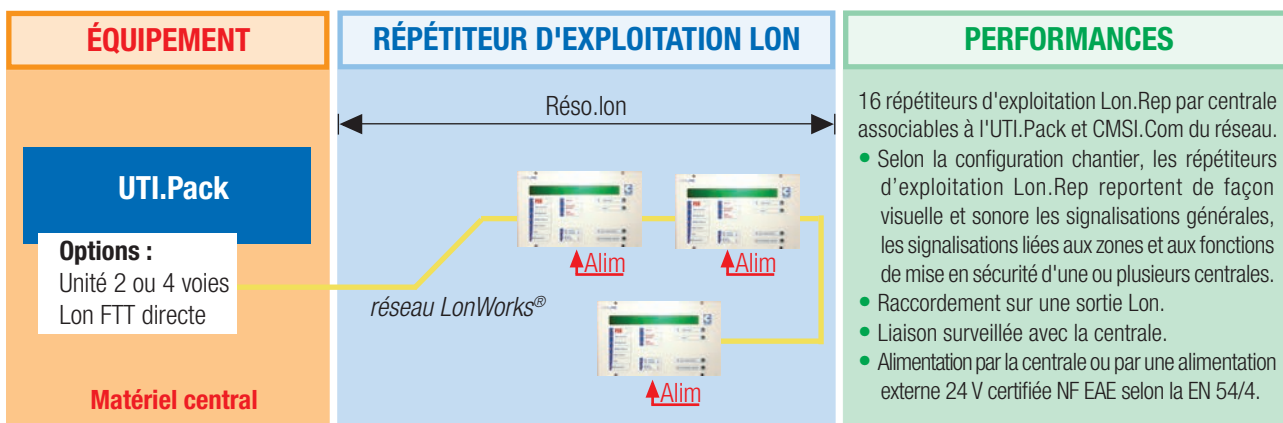 ÉQUIPEMENT
UTI.Pack
Options :
Unité 2 ou 4 voies
Lon FTT directe
Matériel central
RÉPÉTITEUR D'EXPLOITATION LON
Réso.lon
Alim
Alim
réseau LonWorks®
Alim
PERFORMANCES
16 répétiteurs d'exploitation Lon.Rep par centrale
associables à l'UTI.Pack et CMSI.Com du réseau.
• Selon la configuration chantier, les répétiteurs
d'exploitation Lon.Rep reportent de façon
visuelle et sonore les signalisations générales,
les signalisations liées aux zones et aux fonctions
de mise en sécurité d'une ou plusieurs centrales.
• Raccordement sur une sortie Lon.
• Liaison surveillée avec la centrale.
• Alimentation par la centrale ou par une alimentation
externe 24 V certifiée NF EAE selon la EN 54/4.